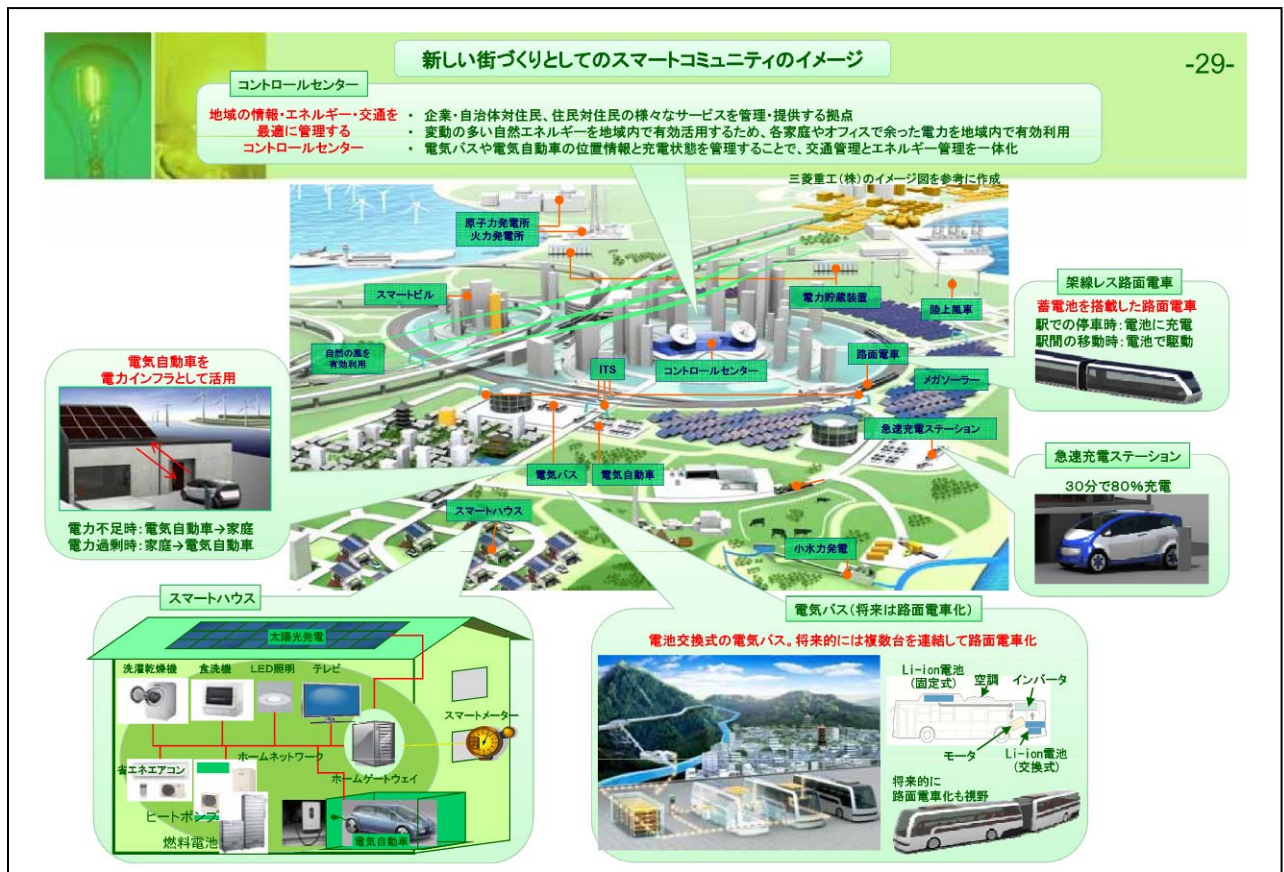 新しい街づくりとしてのスマートコミュニティのイメージ
-29-
コントロールセンター
地域の情報・エネルギー・交通を
最適に管理する
コントロールセンター
・ 企業・自治体対住民、住民対住民の様々なサービスを管理・提供する拠点
・ 変動の多い自然エネルギーを地域内で有効活用するため、各家庭やオフィスで余った電力を地域内で有効利用
・ 電気バスや電気自動車の位置情報と充電状態を管理することで、交通管理とエネルギー管理を一体化
三菱重工(株)のイメージ図を参考に作成
原子力発電所
火力発電所
スマートビル
電力貯蔵装置
陸上風車
自然の風を
有効利用
ITS
コントロールセンター
路面電車
メガソーラー
急速充電ステーション
電気バス
電気自動車
スマートハウス
小水力発電
架線レス路面電車
蓄電池を搭載した路面電車
駅での停車時:電池に充電
駅間の移動時:電池で駆動
電気自動車を
電力インフラとして活用
電力不足時:電気自動車→家庭
電力過剰時:家庭→電気自動車
急速充電ステーション
30分で80%充電
スマートハウス
太陽光発電
洗濯乾燥機
食洗機
LED照明
テレビ
スマートメーター
ホームネットワーク
ホームゲートウェイ
省エネエアコン
ヒートポンプ
燃料電池
電気自動車
電気バス(将来は路面電車化)
電池交換式の電気バス。将来的には複数台を連結して路面電車化
Li-ion電池
(固定式)
空調
インバータ
モータ
Li-ion電池
(交換式)
将来的に
路面電車化も視野